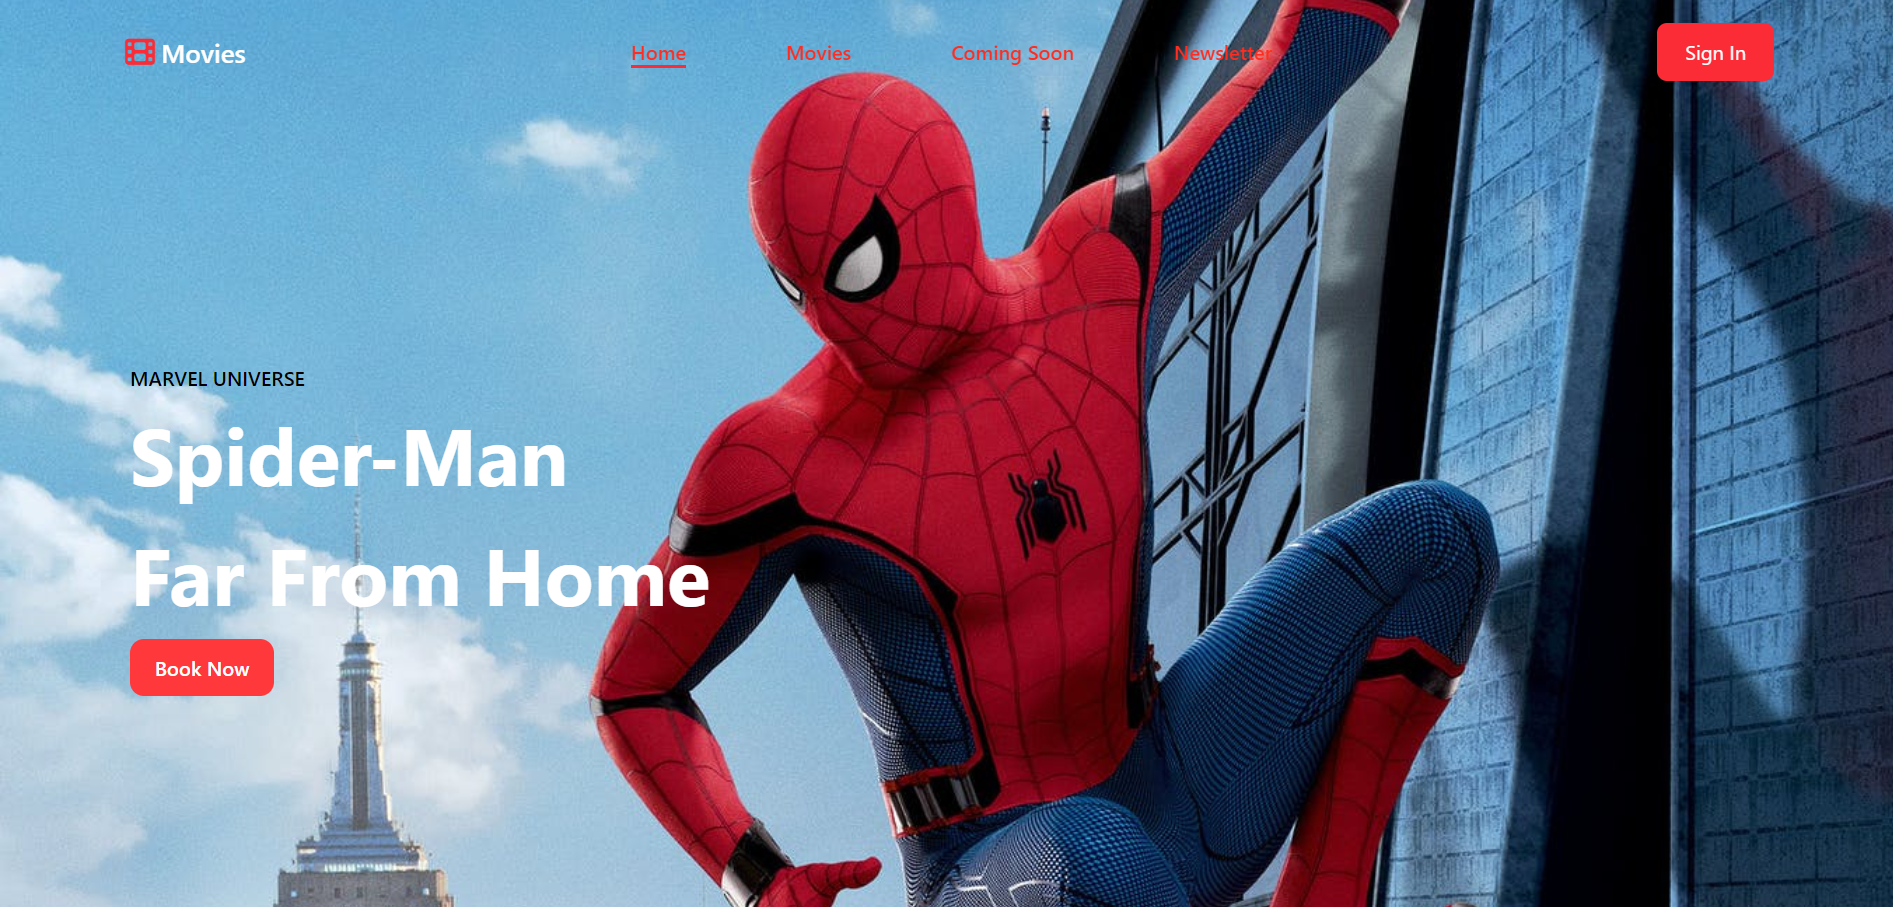 Movies
Home
Movies
Coming Soon
Newsletter
Sign In
MARVEL UNIVERSE
Spider-Man
Far From Home
Book Now